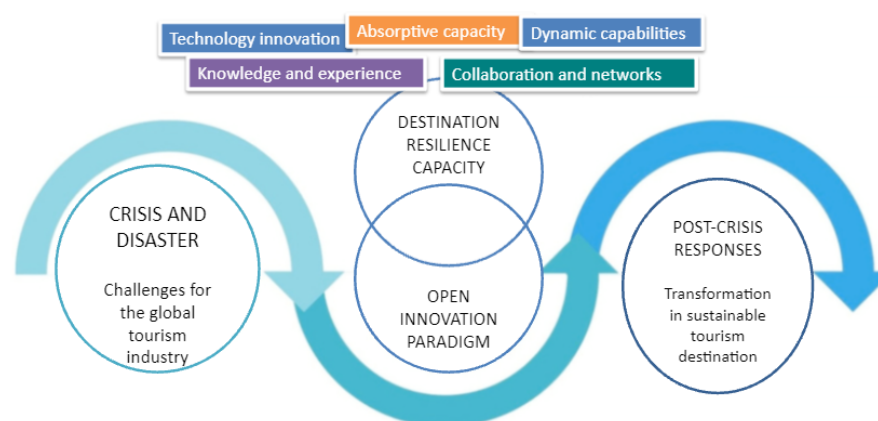 Technology innovation
Absorptive capacity
Dynamic capabilities
Knowledge and experience
Collaboration and networks
DESTINATION
RESILIENCE
CAPACITY
CRISIS AND
DISASTER
Challenges for
the global
tourism
industry
OPEN
INNOVATION
PARADIGM
POST-CRISIS
RESPONSES
Transformation
in sustainable
tourism
destination